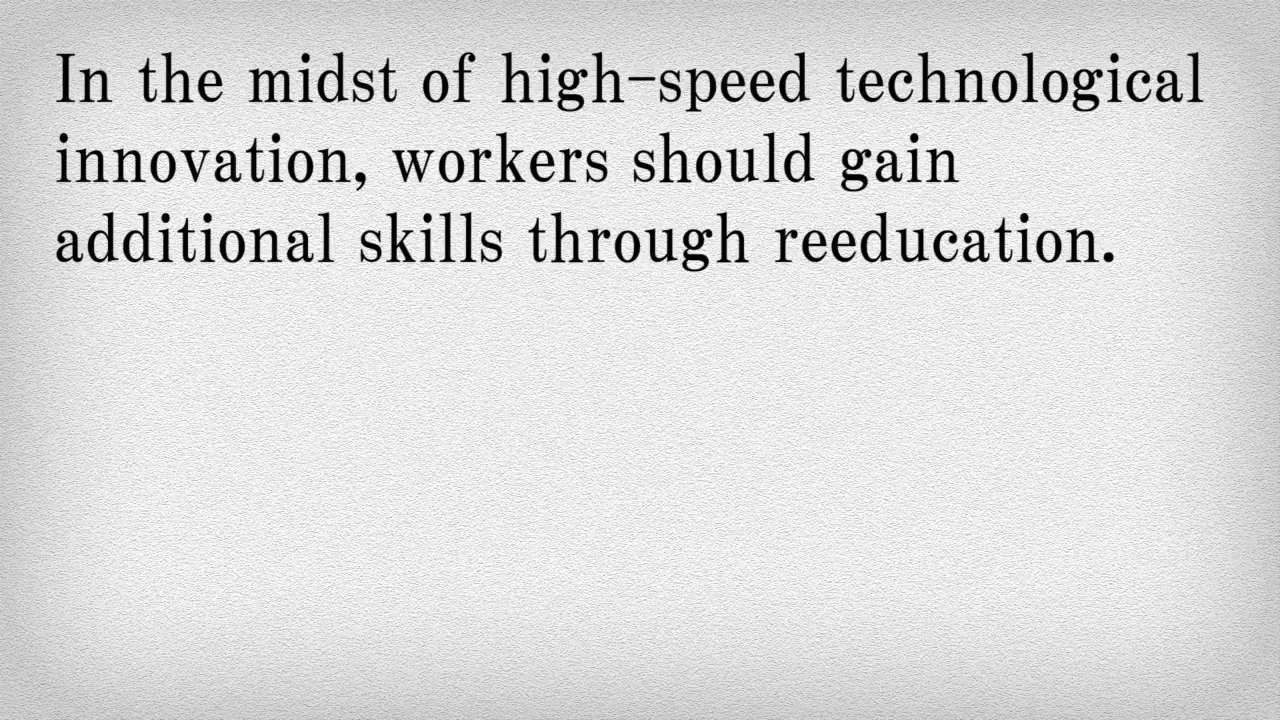 In the midst of high-speed technological
innovation, workers should gain
additional skills through reeducation.